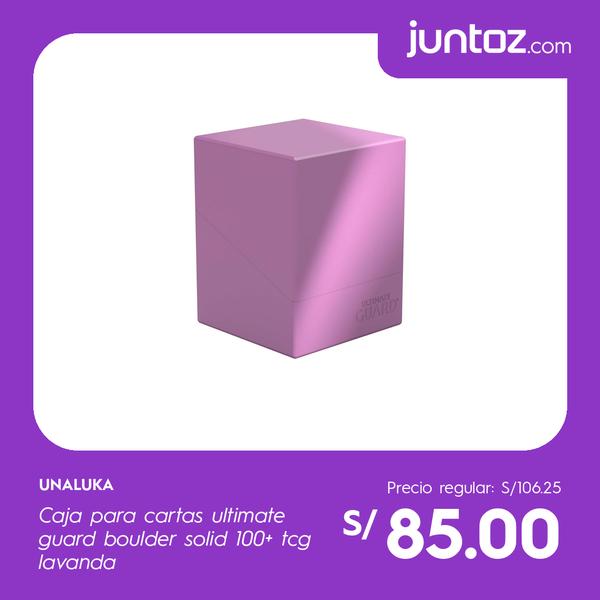 juntoz.com
ULTIMATE
GUARD
UNALUKA
Caja para cartas ultimate
guard boulder solid 100+ tcg
lavanda
Precio regular: S/106.25
S/ 85.00